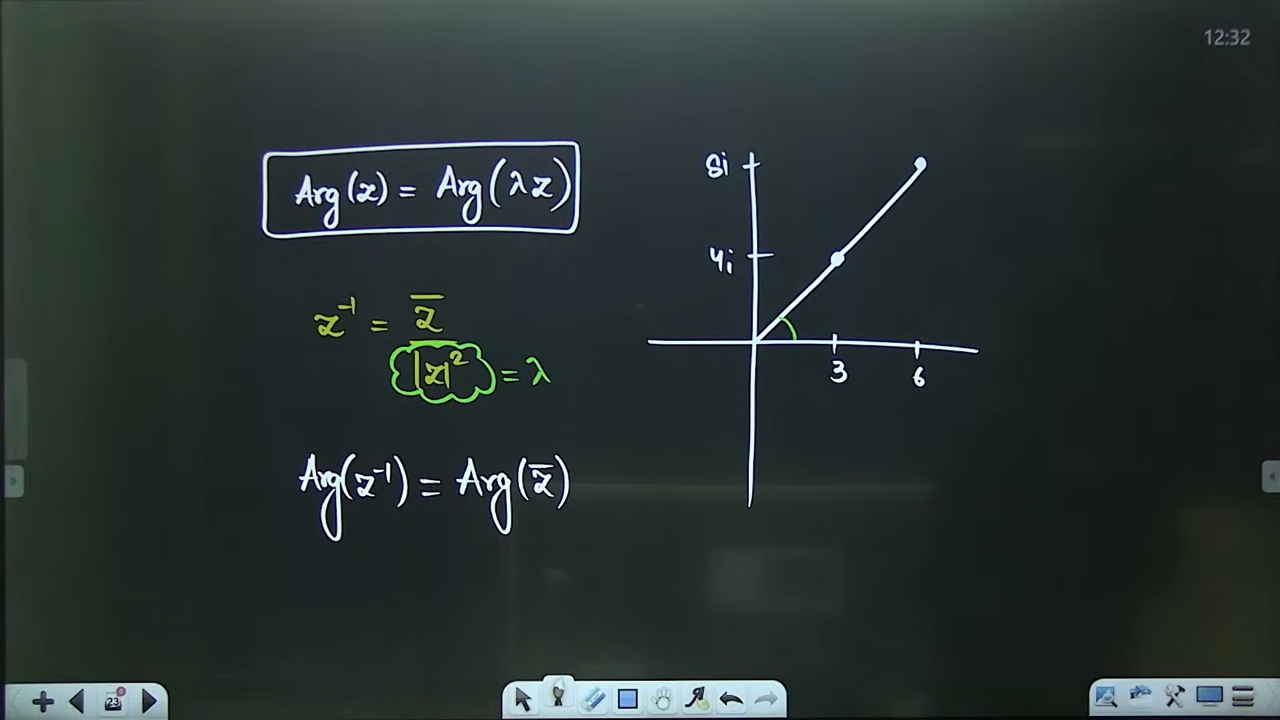 12:32
Arg(z) = Arg(λz)
8i
4i
z⁻¹ = z̄
|z|² = λ
3
6
Arg(z⁻¹) = Arg(z̄)
23